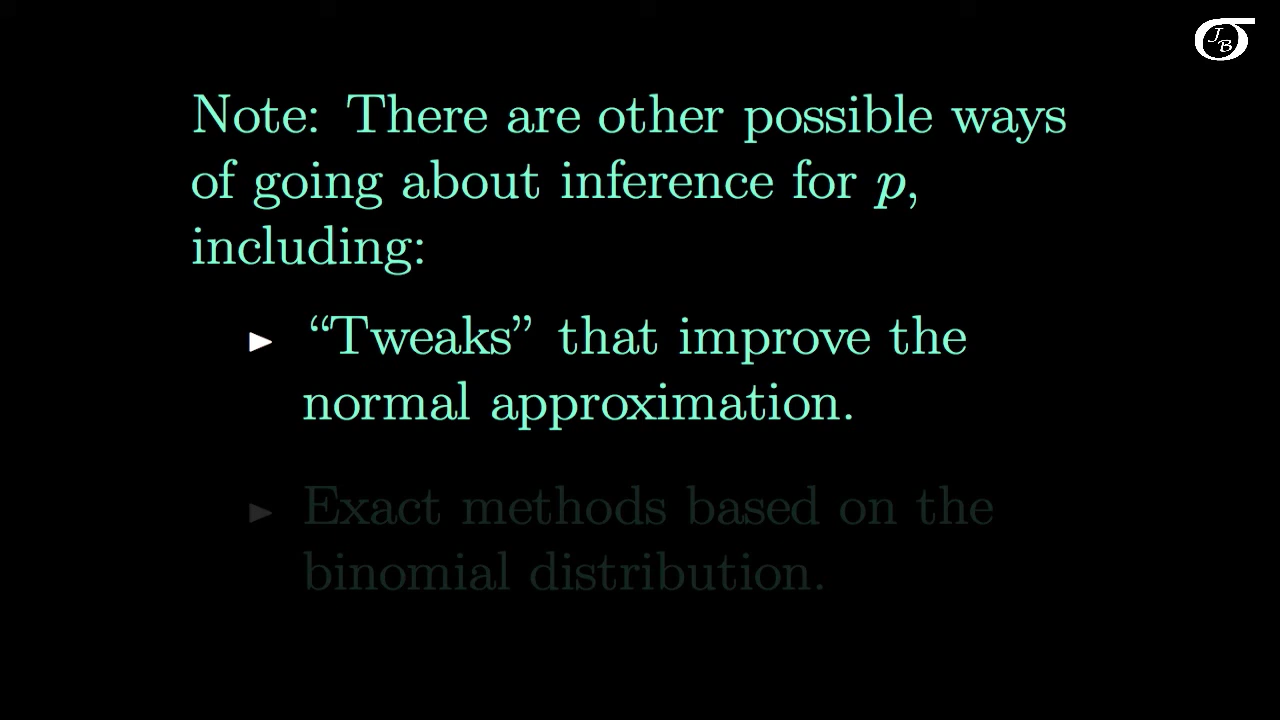 J
B
Note: There are other possible ways
of going about inference for p,
including:
► “Tweaks” that improve the
normal approximation.
► Exact methods based on the
binomial distribution.